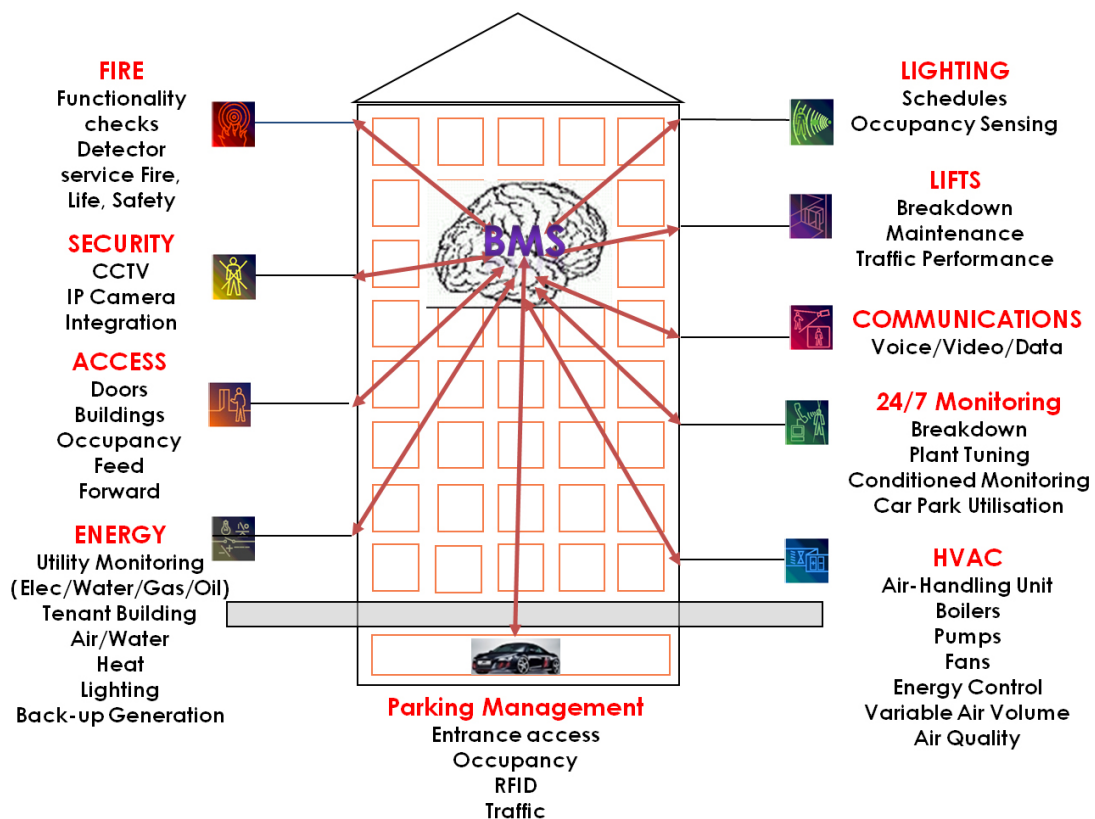 FIRE
Functionality
checks
Detector
service Fire,
Life, Safety
SECURITY
CCTV
IP Camera
Integration
ACCESS
Doors
Buildings
Occupancy
Feed
Forward
ENERGY
Utility Monitoring
(Elec/Water/Gas/Oil)
Tenant Building
Air/Water
Heat
Lighting
Back-up Generation
BMS
Parking Management
Entrance access
Occupancy
RFID
Traffic
LIGHTING
Schedules
Occupancy Sensing
LIFTS
Breakdown
Maintenance
Traffic Performance
COMMUNICATIONS
Voice/Video/Data
24/7 Monitoring
Breakdown
Plant Tuning
Conditioned Monitoring
Car Park Utilisation
HVAC
Air-Handling Unit
Boilers
Pumps
Fans
Energy Control
Variable Air Volume
Air Quality